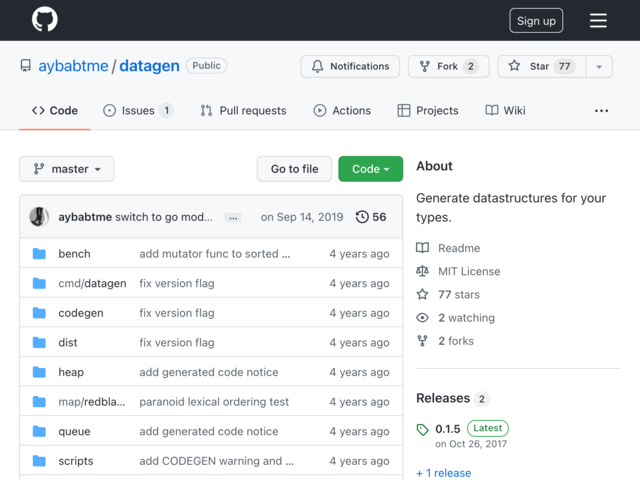 Sign up
aybabtme / datagen Public
Notifications Fork 2 Star 77
Code Issues 1 Pull requests Actions Projects Wiki ...
master Go to file Code
aybabtme switch to go mod... ... on Sep 14, 2019 56
bench add mutator func to sorted ... 4 years ago
cmd/datagen fix version flag 4 years ago
codegen fix version flag 4 years ago
dist fix version flag 4 years ago
heap add generated code notice 4 years ago
map/redbla... paranoid lexical ordering test 4 years ago
queue add generated code notice 4 years ago
scripts add CODEGEN warning and ... 4 years ago
About
Generate datastructures for your
types.
Readme
MIT License
77 stars
2 watching
2 forks
Releases 2
0.1.5 Latest
on Oct 26, 2017
+ 1 release